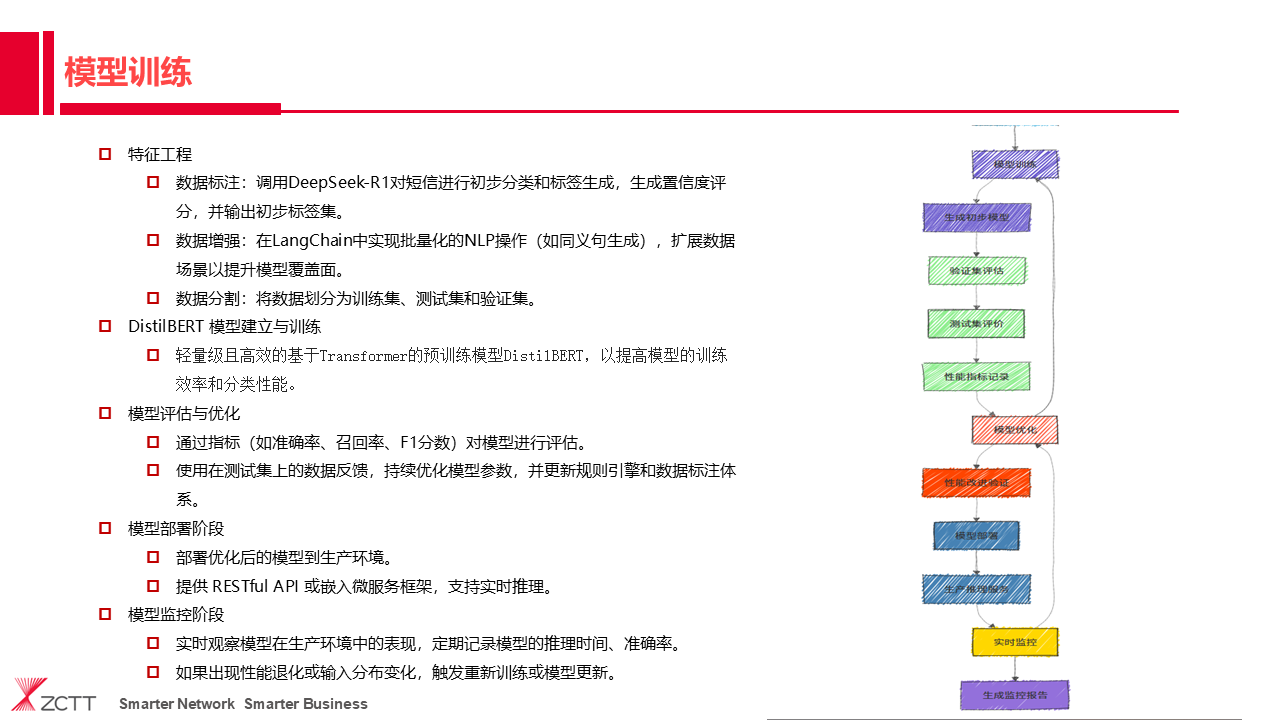 模型训练
特征工程
数据标注：调用DeepSeek-R1对短信进行初步分类和标签生成，生成置信度评
分，并输出初步标签集。
数据增强：在LangChain中实现批量化的NLP操作（如同义句生成），扩展数据
场景以提升模型覆盖面。
数据分割：将数据划分为训练集、测试集和验证集。
DistilBERT 模型建立与训练
轻量级且高效的基于Transformer的预训练模型DistilBERT，以提高模型的训练
效率和分类性能。
模型评估与优化
通过指标（如准确率、召回率、F1分数）对模型进行评估。
使用在测试集上的数据反馈，持续优化模型参数，并更新规则引擎和数据标注体
系。
模型部署阶段
部署优化后的模型到生产环境。
提供 RESTful API 或嵌入微服务框架，支持实时推理。
模型监控阶段
实时观察模型在生产环境中的表现，定期记录模型的推理时间、准确率。
如果出现性能退化或输入分布变化，触发重新训练或模型更新。
模型训练
生成初步模型
验证集评估
测试集评价
性能指标记录
模型优化
性能改进验证
模型部署
生产推理服务
实时监控
生成监控报告
ZCTT
Smarter Network Smarter Business